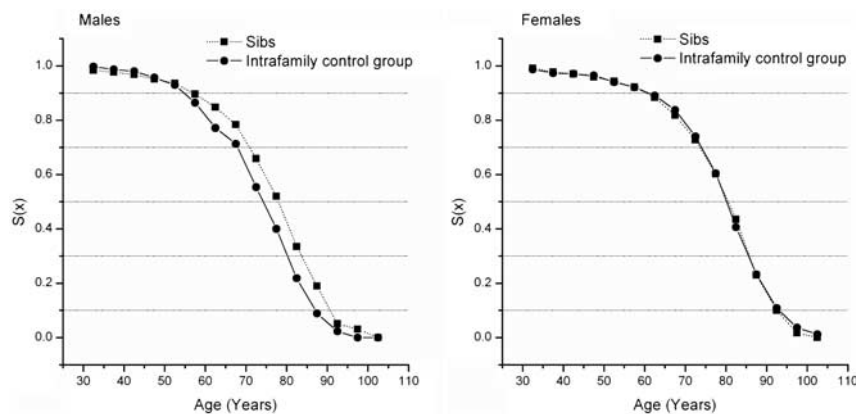 Males
Sibs
Intrafamily control group
1.0
0.8
0.6
0.4
0.2
0.0
S(x)
30 40 50 60 70 80 90 100 110
Age (Years)
Females
Sibs
Intrafamily control group
1.0
0.8
0.6
0.4
0.2
0.0
S(x)
30 40 50 60 70 80 90 100 110
Age (Years)